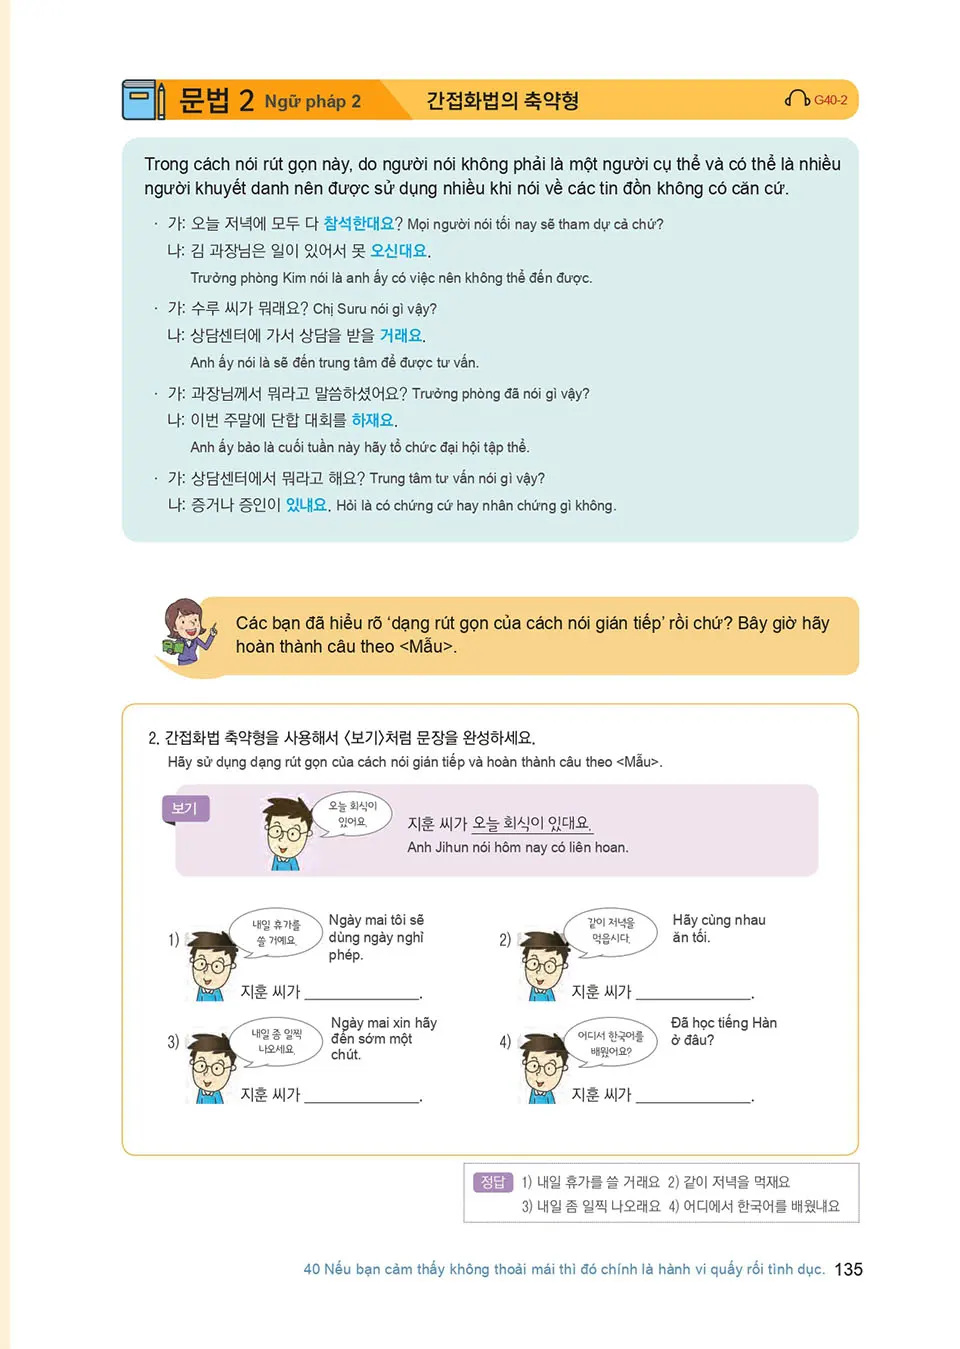 문법 2 Ngữ pháp 2 간접화법의 축약형 G40-2
Trong cách nói rút gọn này, do người nói không phải là một người cụ thể và có thể là nhiều
người khuyết danh nên được sử dụng nhiều khi nói về các tin đồn không có căn cứ.
· 가: 오늘 저녁에 모두 다 참석한대요? Mọi người nói tối nay sẽ tham dự cả chứ?
나: 김 과장님은 일이 있어서 못 오신대요.
Trưởng phòng Kim nói là anh ấy có việc nên không thể đến được.
· 가: 수루 씨가 뭐래요? Chị Suru nói gì vậy?
나: 상담센터에 가서 상담을 받을 거래요.
Anh ấy nói là sẽ đến trung tâm để được tư vấn.
· 가: 과장님께서 뭐라고 말씀하셨어요? Trưởng phòng đã nói gì vậy?
나: 이번 주말에 단합 대회를 하재요.
Anh ấy bảo là cuối tuần này hãy tổ chức đại hội tập thể.
· 가: 상담센터에서 뭐라고 해요? Trung tâm tư vấn nói gì vậy?
나: 증거나 증인이 있냬요. Hỏi là có chứng cứ hay nhân chứng gì không.
Các bạn đã hiểu rõ ‘dạng rút gọn của cách nói gián tiếp’ rồi chứ? Bây giờ hãy
hoàn thành câu theo <Mẫu>.
2. 간접화법 축약형을 사용해서 〈보기〉처럼 문장을 완성하세요.
Hãy sử dụng dạng rút gọn của cách nói gián tiếp và hoàn thành câu theo <Mẫu>.
보기
오늘 회식이
있어요.
지훈 씨가 오늘 회식이 있대요.
Anh Jihun nói hôm nay có liên hoan.
1)
내일 휴가를
쓸 거예요.
Ngày mai tôi sẽ
dùng ngày nghỉ
phép.
지훈 씨가 ______________.
2)
같이 저녁을
먹읍시다.
Hãy cùng nhau
ăn tối.
지훈 씨가 ______________.
3)
내일 좀 일찍
나오세요.
Ngày mai xin hãy
đến sớm một
chút.
지훈 씨가 ______________.
4)
어디서 한국어를
배웠어요?
Đã học tiếng Hàn
ở đâu?
지훈 씨가 ______________.
정답 1) 내일 휴가를 쓸 거래요 2) 같이 저녁을 먹재요
3) 내일 좀 일찍 나오래요 4) 어디에서 한국어를 배웠냬요
40 Nếu bạn cảm thấy không thoải mái thì đó chính là hành vi quấy rối tình dục. 135